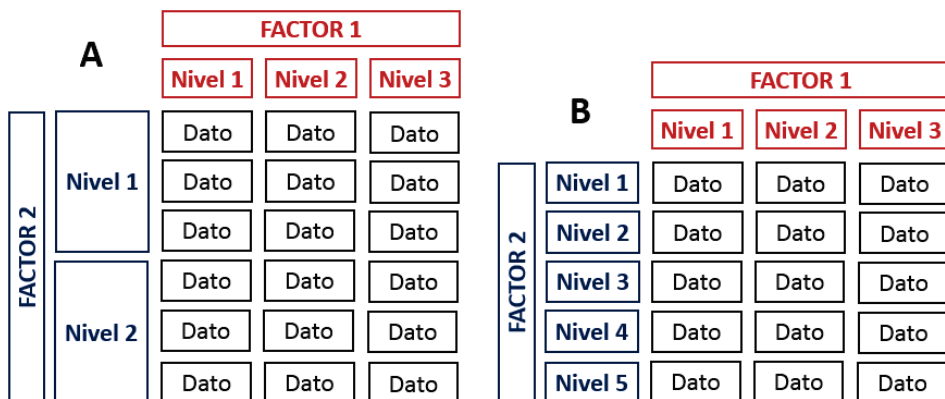 A
FACTOR 1
Nivel 1 Nivel 2 Nivel 3
FACTOR 2
Nivel 1
Dato Dato Dato
Dato Dato Dato
Dato Dato Dato
Nivel 2
Dato Dato Dato
Dato Dato Dato
Dato Dato Dato
B
FACTOR 1
Nivel 1 Nivel 2 Nivel 3
FACTOR 2
Nivel 1 Dato Dato Dato
Nivel 2 Dato Dato Dato
Nivel 3 Dato Dato Dato
Nivel 4 Dato Dato Dato
Nivel 5 Dato Dato Dato